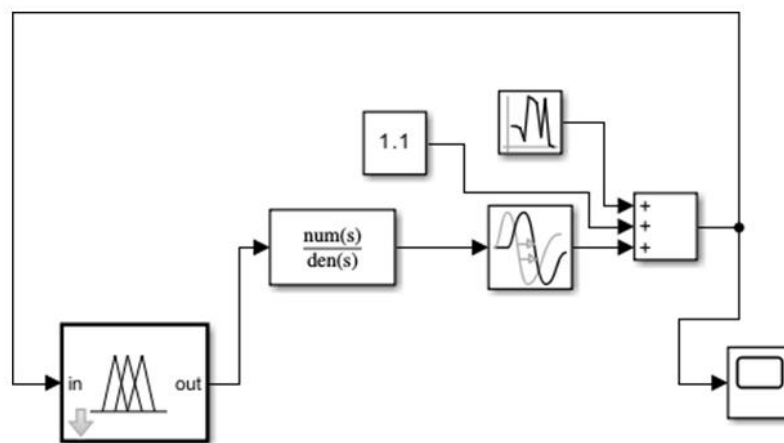 1.1
+
+
+
num(s)
den(s)
in
out